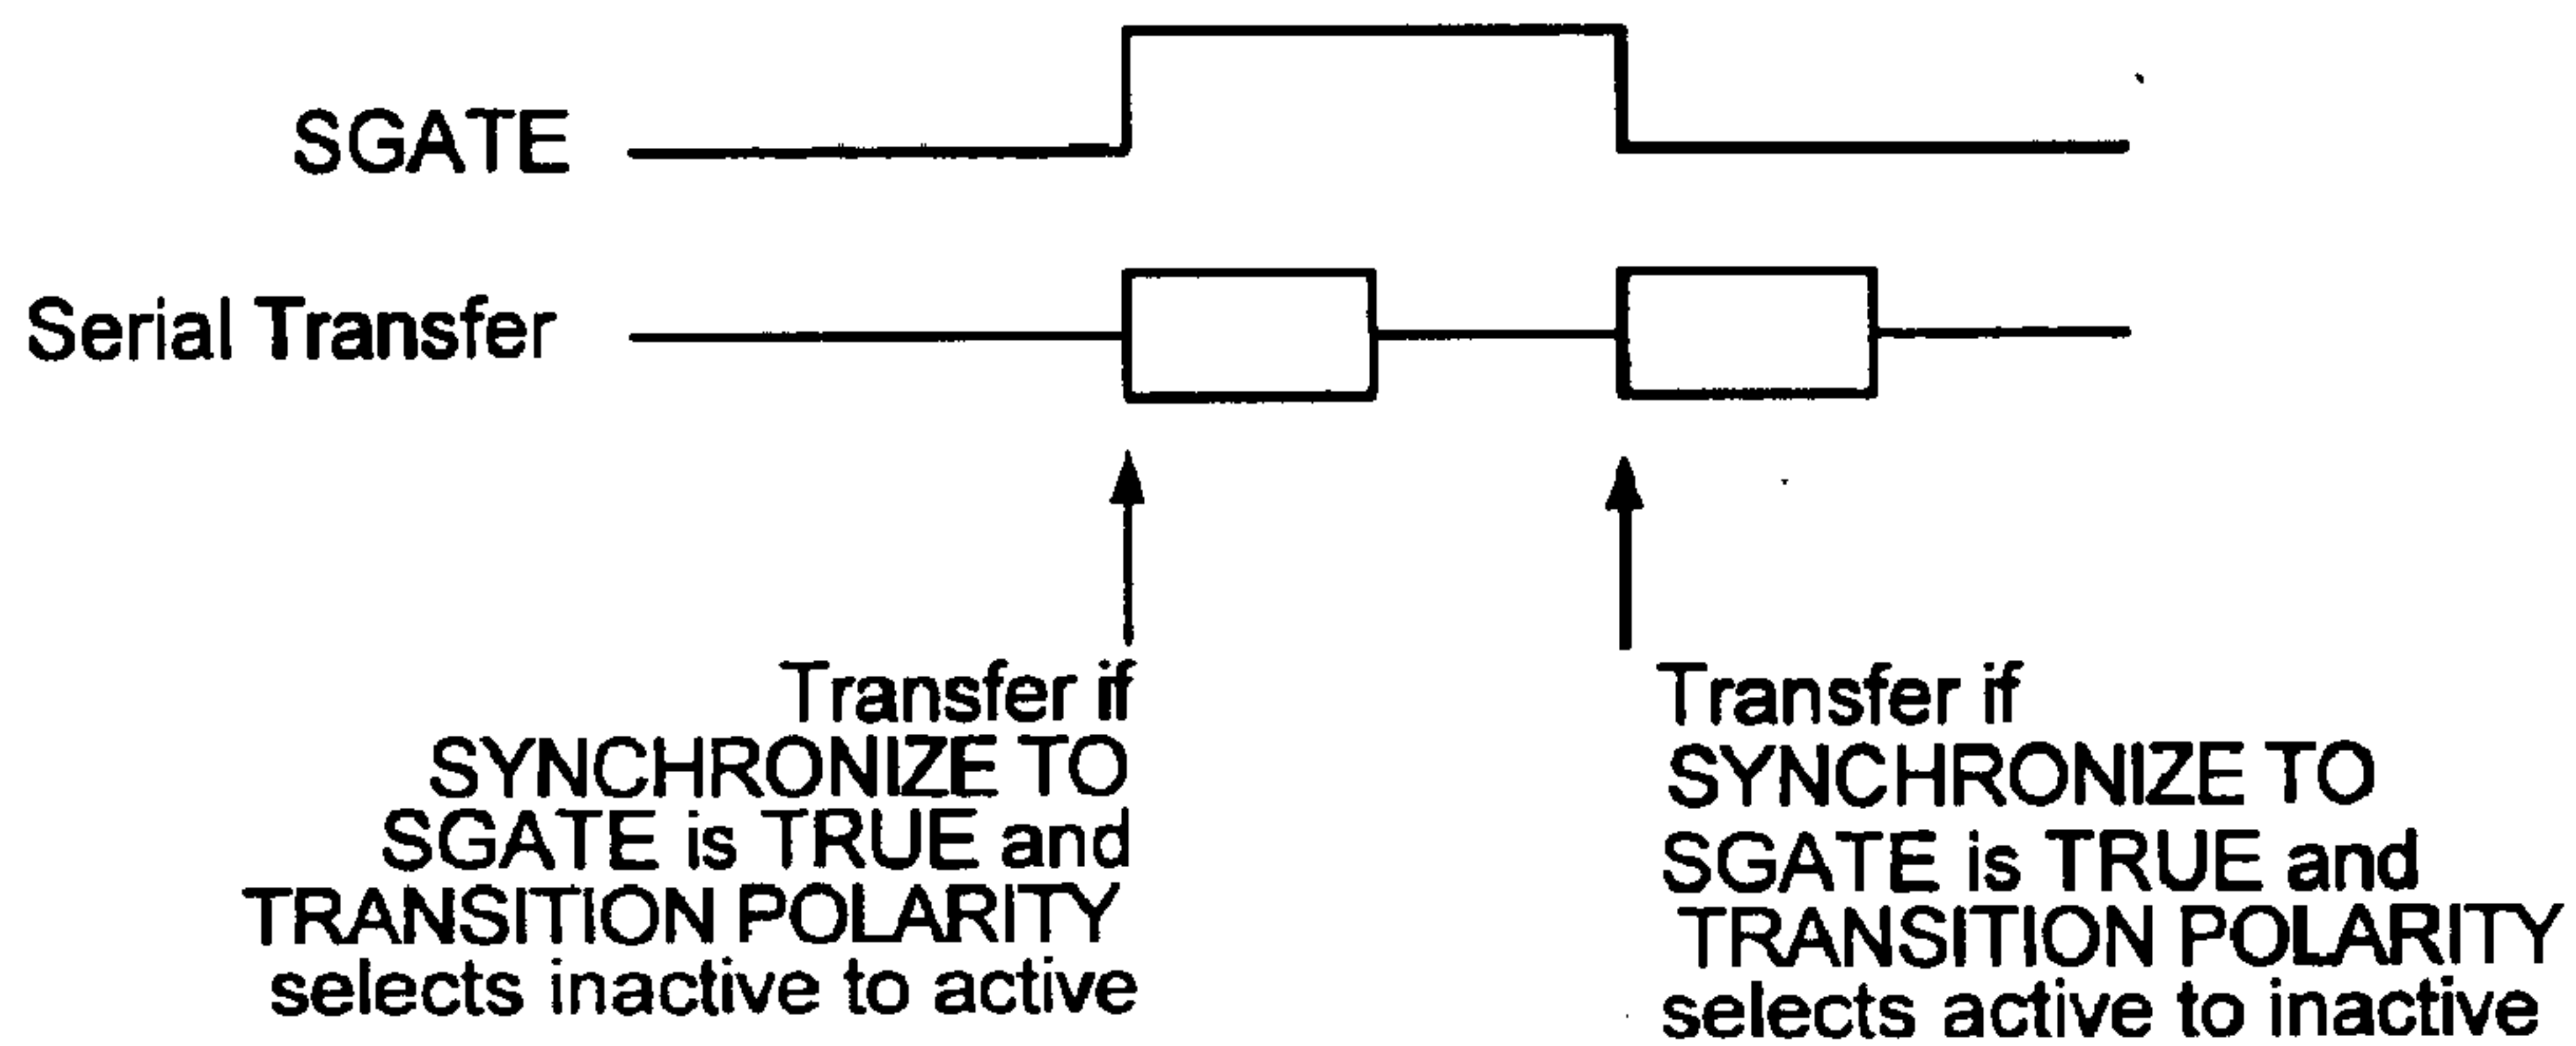 SGATE
Serial Transfer
Transfer if
SYNCHRONIZE TO
SGATE is TRUE and
TRANSITION POLARITY
selects inactive to active
Transfer if
SYNCHRONIZE TO
SGATE is TRUE and
TRANSITION POLARITY
selects active to inactive